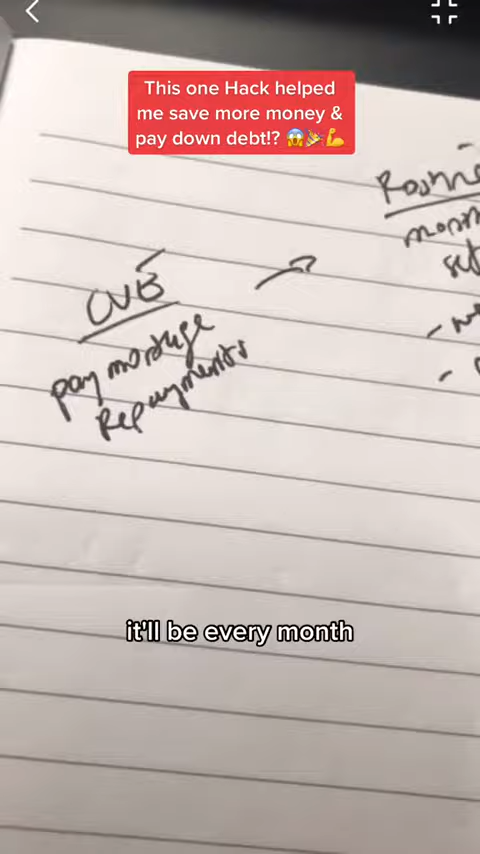 This one Hack helped
me save more money &
pay down debt!? 😱🎉💪
CUE
pay mortgage
Repayments
it'll be every month